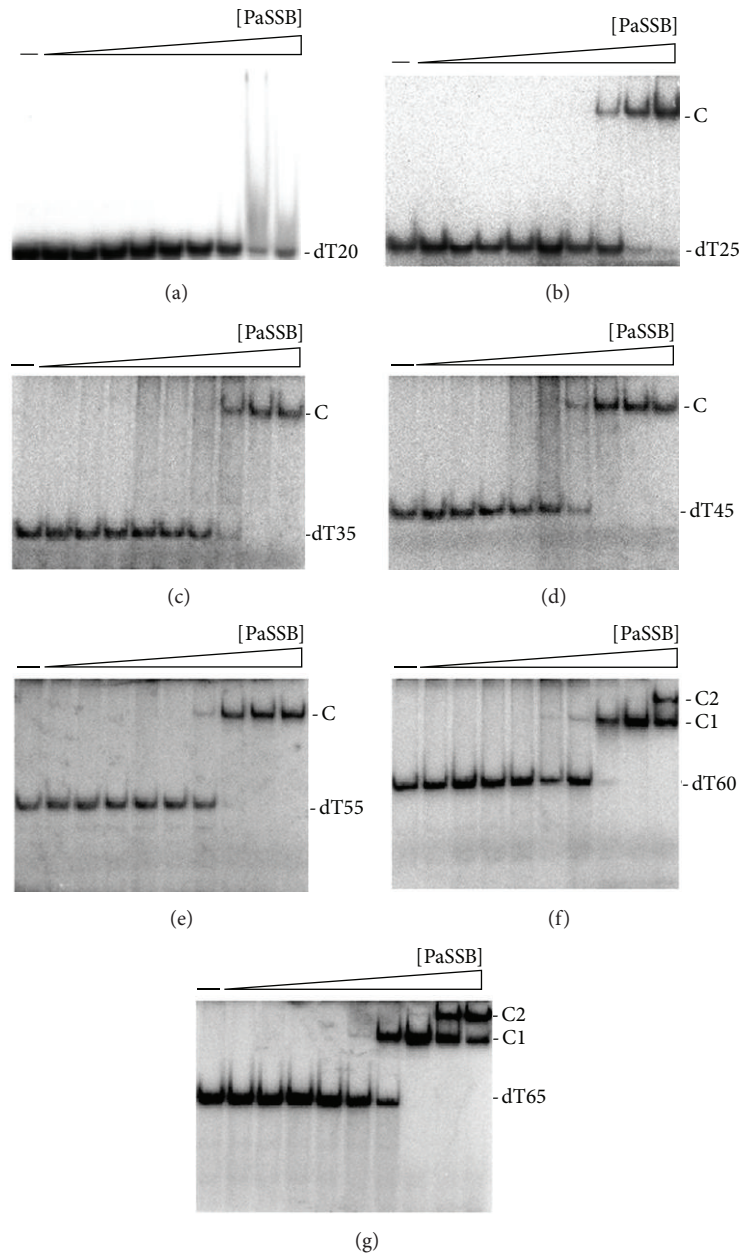 [PaSSB]
[PaSSB]
- dT20
- C
- dT25
(a)
(b)
[PaSSB]
[PaSSB]
- C
-dT35
- C
- dT45
(c)
(d)
[PaSSB]
[PaSSB]
- C
- dT55
- C2
- C1
- dT60
(e)
(f)
[PaSSB]
- C2
- C1
- dT65
(g)